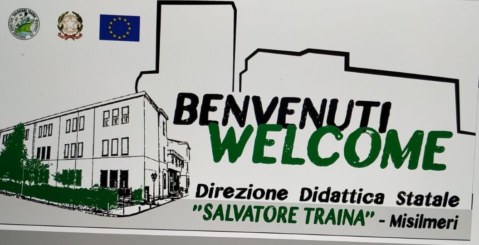 BENVENUTI
WELCOME
Direzione Didattica Statale
"SALVATORE TRAINA" - Misilmeri